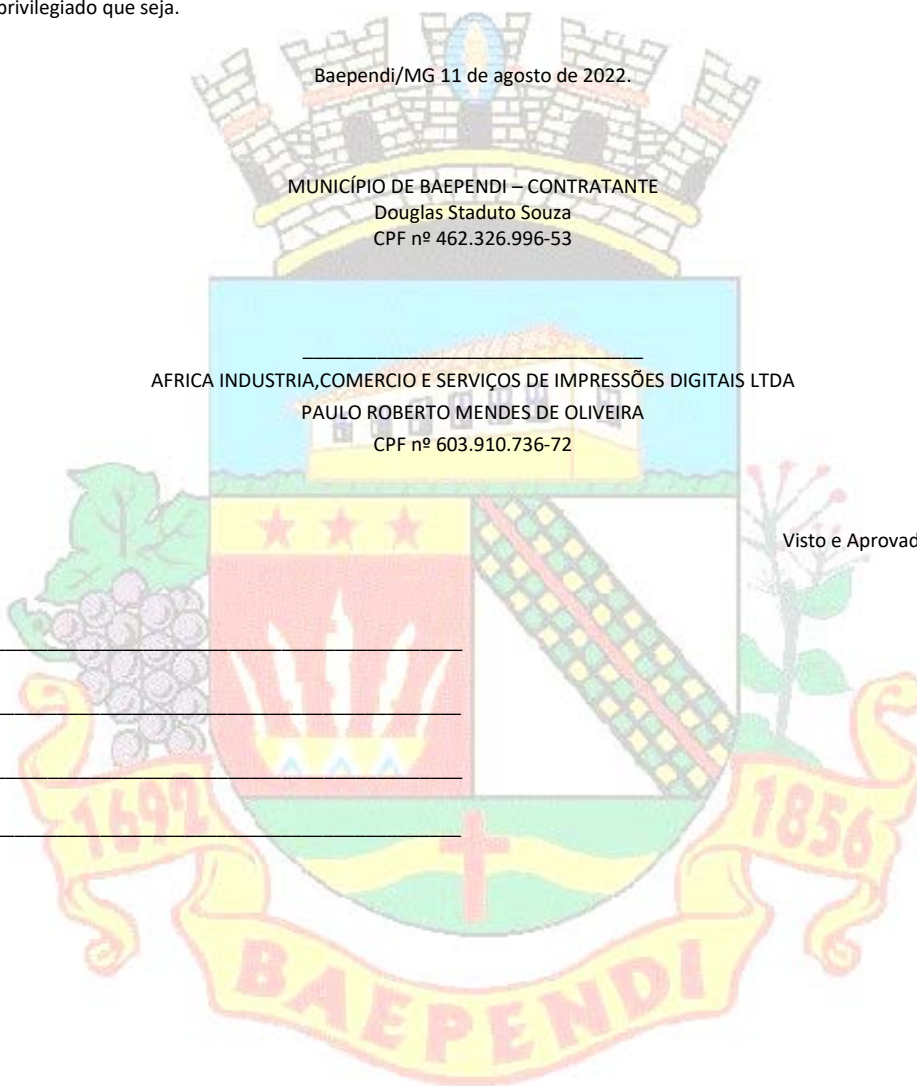 privilegiado que seja.
Baependi/MG 11 de agosto de 2022.
MUNICÍPIO DE BAEPENDI – CONTRATANTE
Douglas Staduto Souza
CPF nº 462.326.996-53
AFRICA INDUSTRIA,COMERCIO E SERVIÇOS DE IMPRESSÕES DIGITAIS LTDA
PAULO ROBERTO MENDES DE OLIVEIRA
CPF nº 603.910.736-72
Visto e Aprovad
1692
1856
BAEPENDI